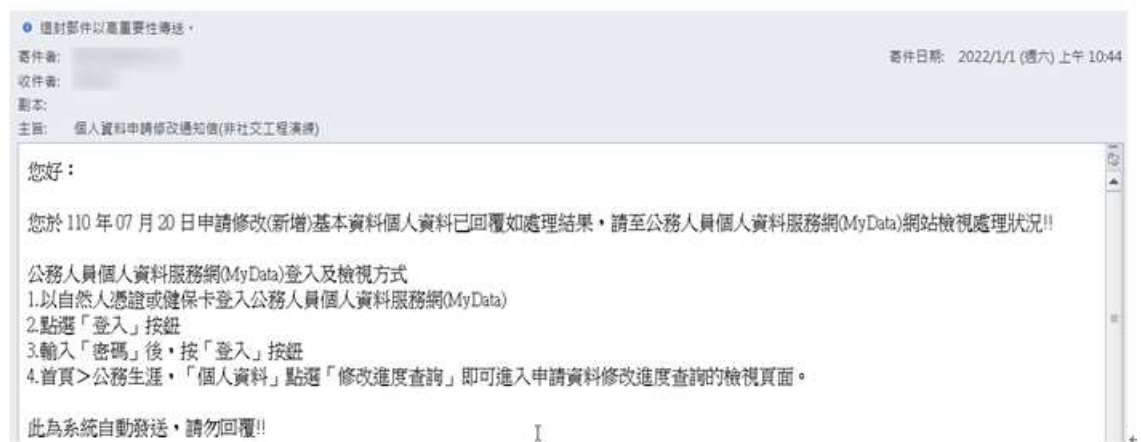 這封郵件以高重要性傳送。
寄件者:
寄件日期: 2022/1/1 (週六) 上午 10:44
收件者:
副本:
主旨: 個人資料申請修改通知信(非社交工程演練)
您好：
您於 110 年 07 月 20 日申請修改(新增)基本資料個人資料已回覆如處理結果，請至公務人員個人資料服務網(MyData)網站檢視處理狀況!!
公務人員個人資料服務網(MyData)登入及檢視方式
1.以自然人憑證或健保卡登入公務人員個人資料服務網(MyData)
2.點選「登入」按鈕
3.輸入「密碼」後，按「登入」按鈕
4.首頁＞公務生涯，「個人資料」點選「修改進度查詢」即可進入申請資料修改進度查詢的檢視頁面。
此為系統自動發送，請勿回覆!!